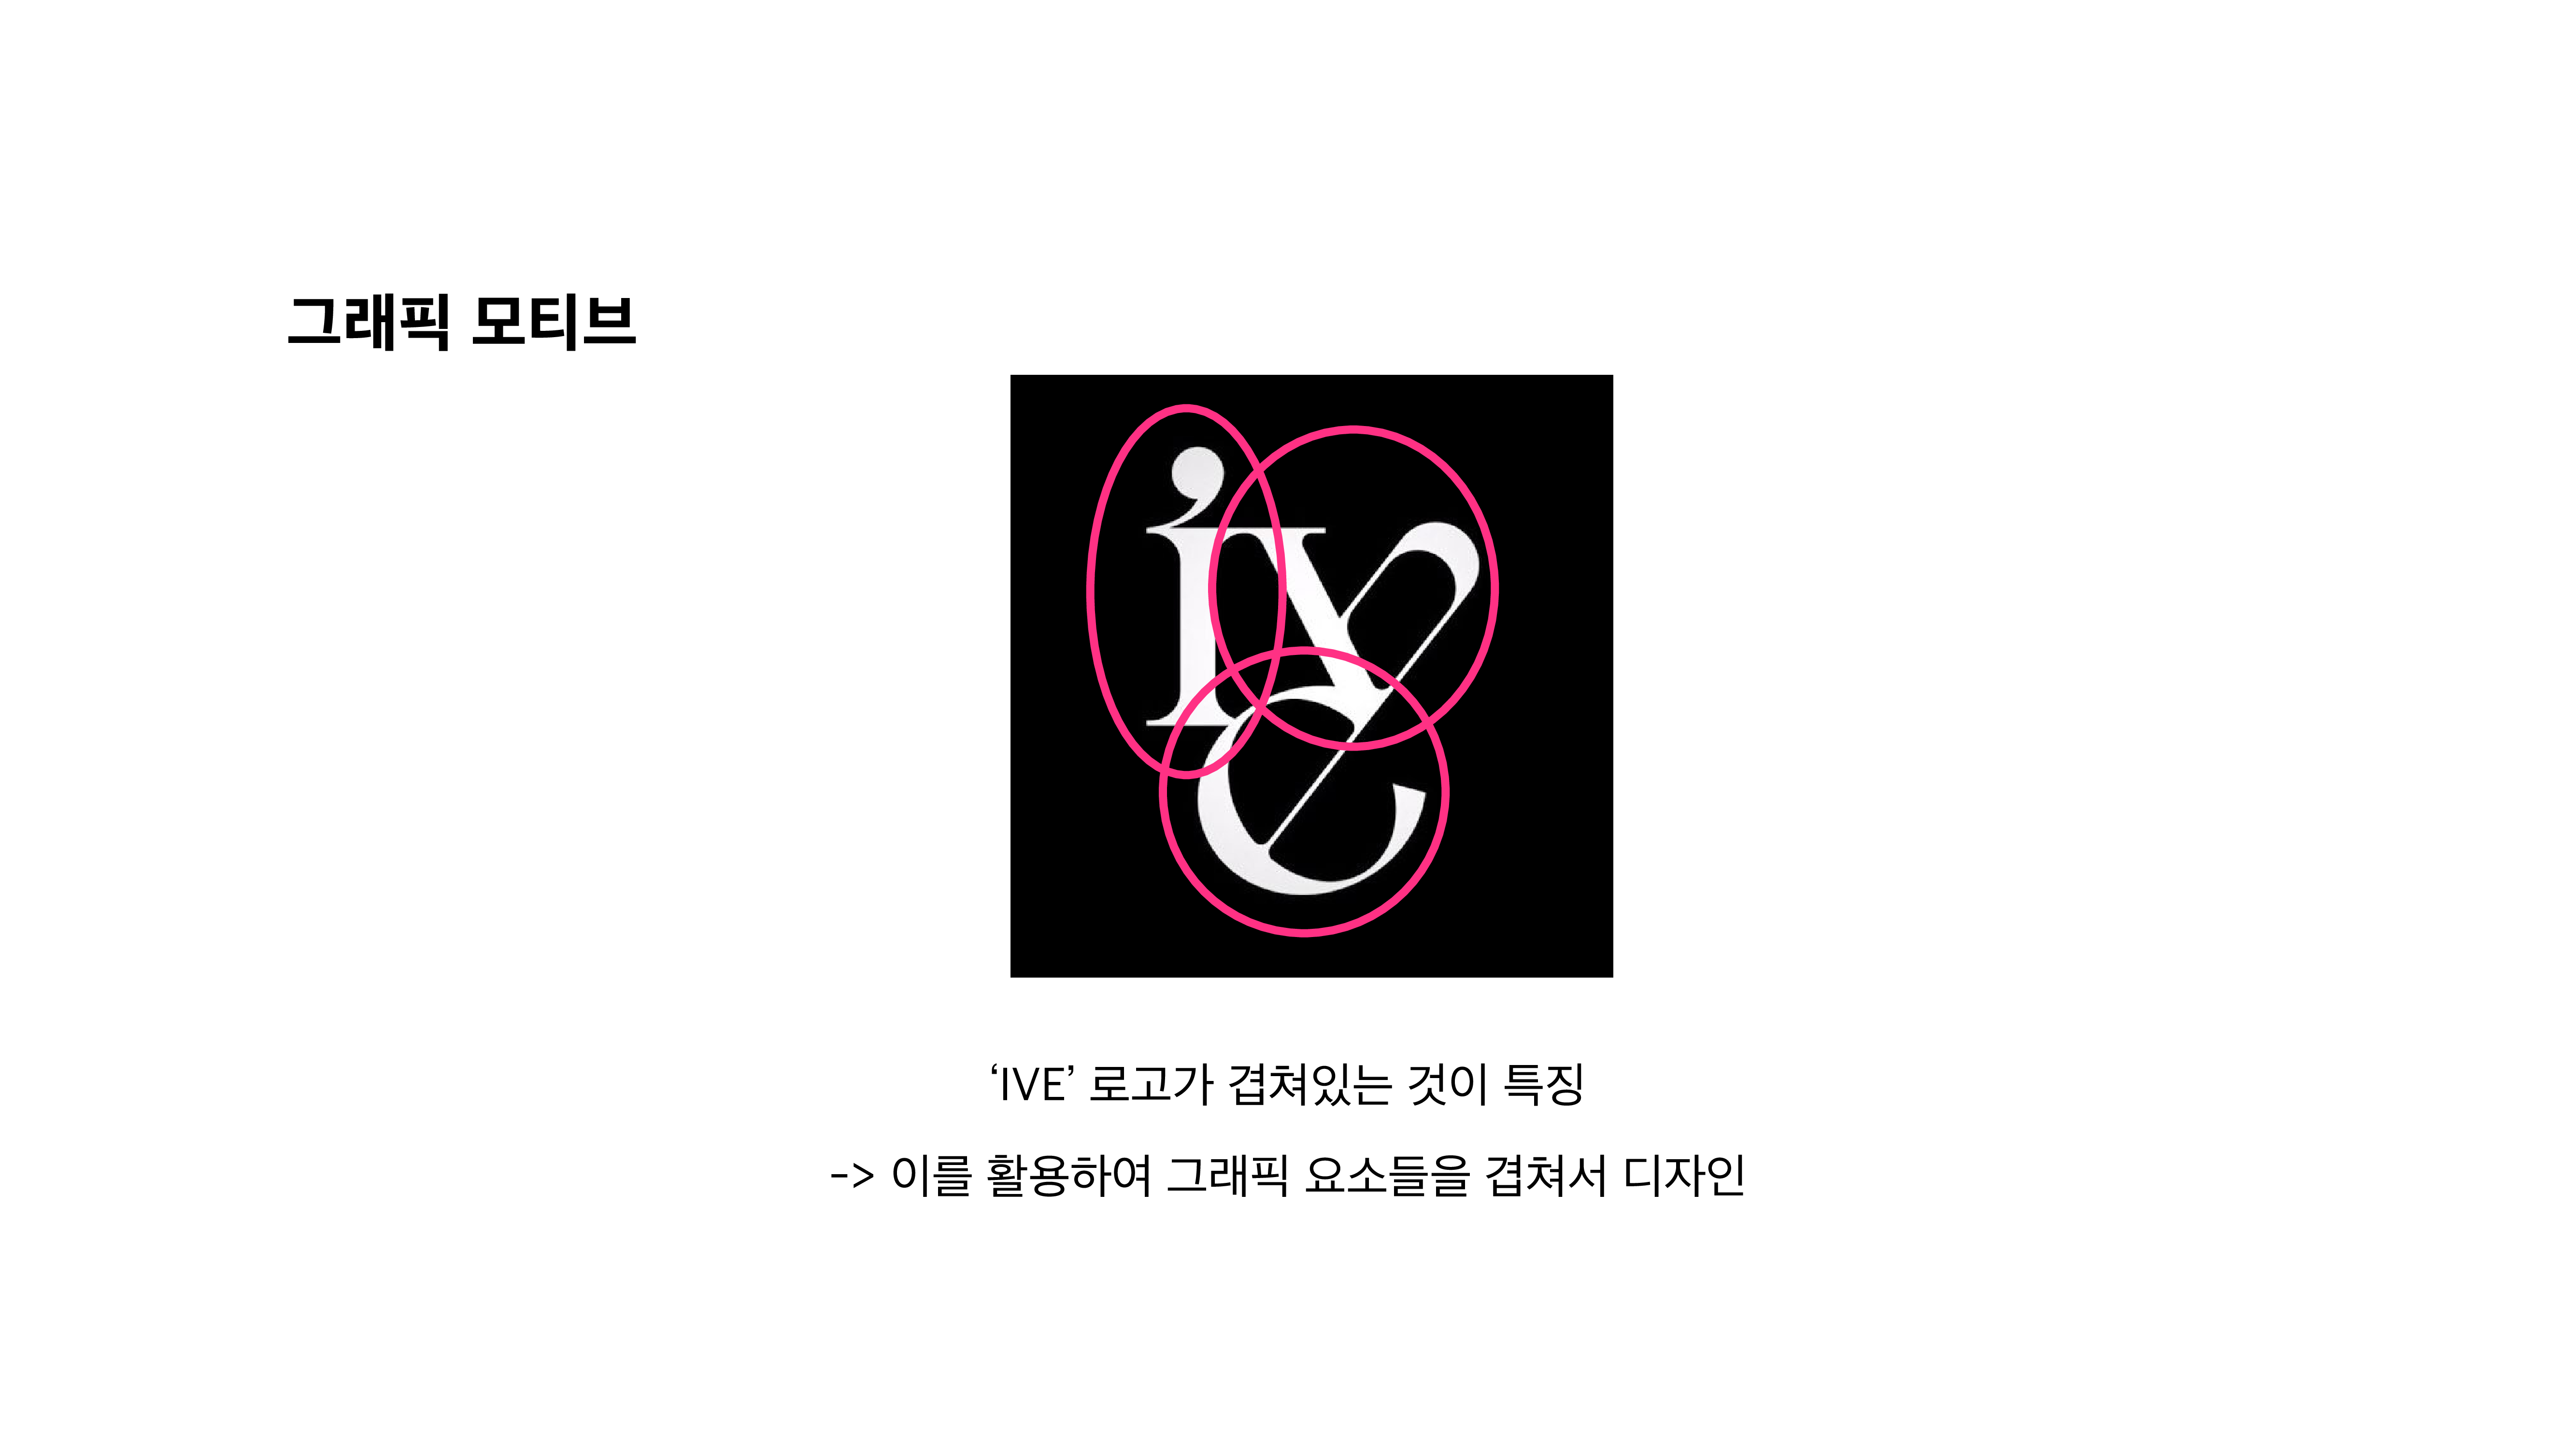 그래픽 모티브
ive
‘IVE’ 로고가 겹쳐있는 것이 특징
-> 이를 활용하여 그래픽 요소들을 겹쳐서 디자인